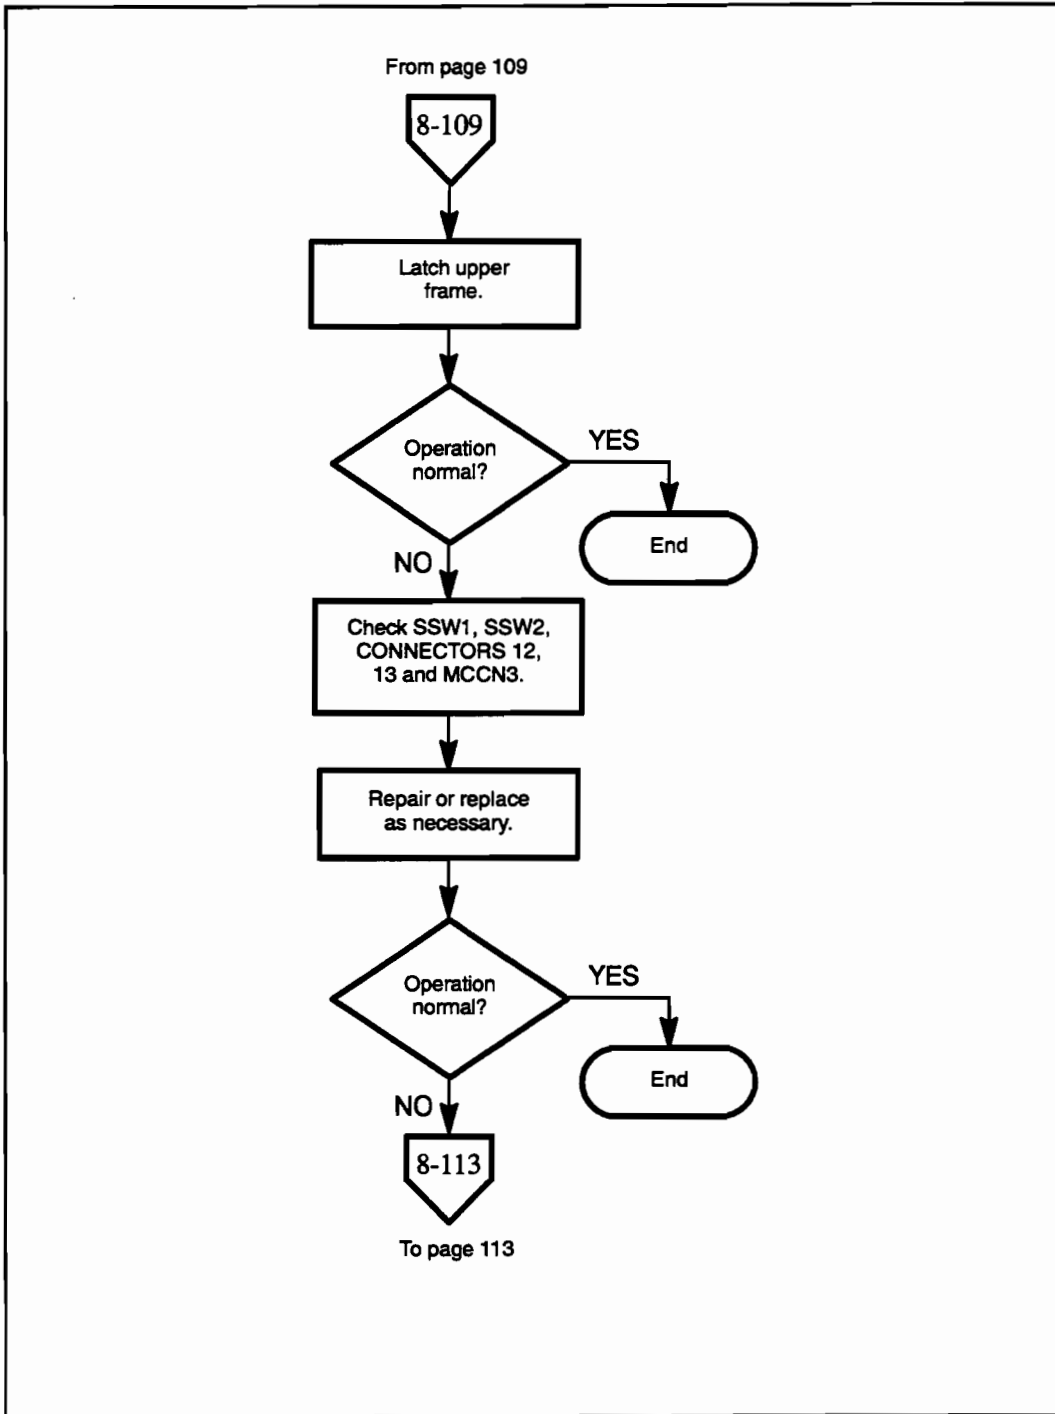 From page 109
8-109
Latch upper
frame.
Operation
normal?
YES
End
NO
Check SSW1, SSW2,
CONNECTORS 12,
13 and MCCN3.
Repair or replace
as necessary.
Operation
normal?
YES
End
NO
8-113
To page 113